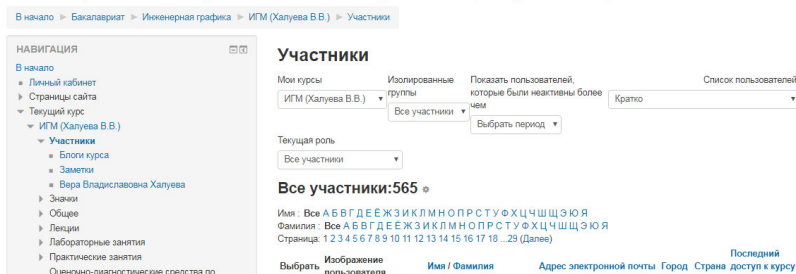 В начало ▶ Бакалавриат ▶ Инженерная графика ▶ ИГМ (Халуева В.В.) ▶ Участники
НАВИГАЦИЯ
В начало
Личный кабинет
Страницы сайта
Текущий курс
ИГМ (Халуева В.В.)
Участники
Блоги курса
Заметки
Вера Владиславовна Халуева
Значки
Общее
Лекции
Лабораторные занятия
Практические занятия
Оценочно-диагностические средства по
Участники
Мои курсы
ИГМ (Халуева В.В.)
Изолированные
группы
Все участники
Показать пользователей,
которые были неактивны более
чем
Выбрать период
Список пользователей
Кратко
Текущая роль
Все участники
Все участники:565
Имя : Все А Б В Г Д Е Ё Ж З И К Л М Н О П Р С Т У Ф Х Ц Ч Ш Щ Э Ю Я
Фамилия : Все А Б В Г Д Е Ё Ж З И К Л М Н О П Р С Т У Ф Х Ц Ч Ш Щ Э Ю Я
Страница: 1 2 3 4 5 6 7 8 9 10 11 12 13 14 15 16 17 18 ...29 (Далее)
Выбрать
Изображение
пользователя
Имя / Фамилия
Адрес электронной почты
Город
Страна
Последний
доступ к курсу